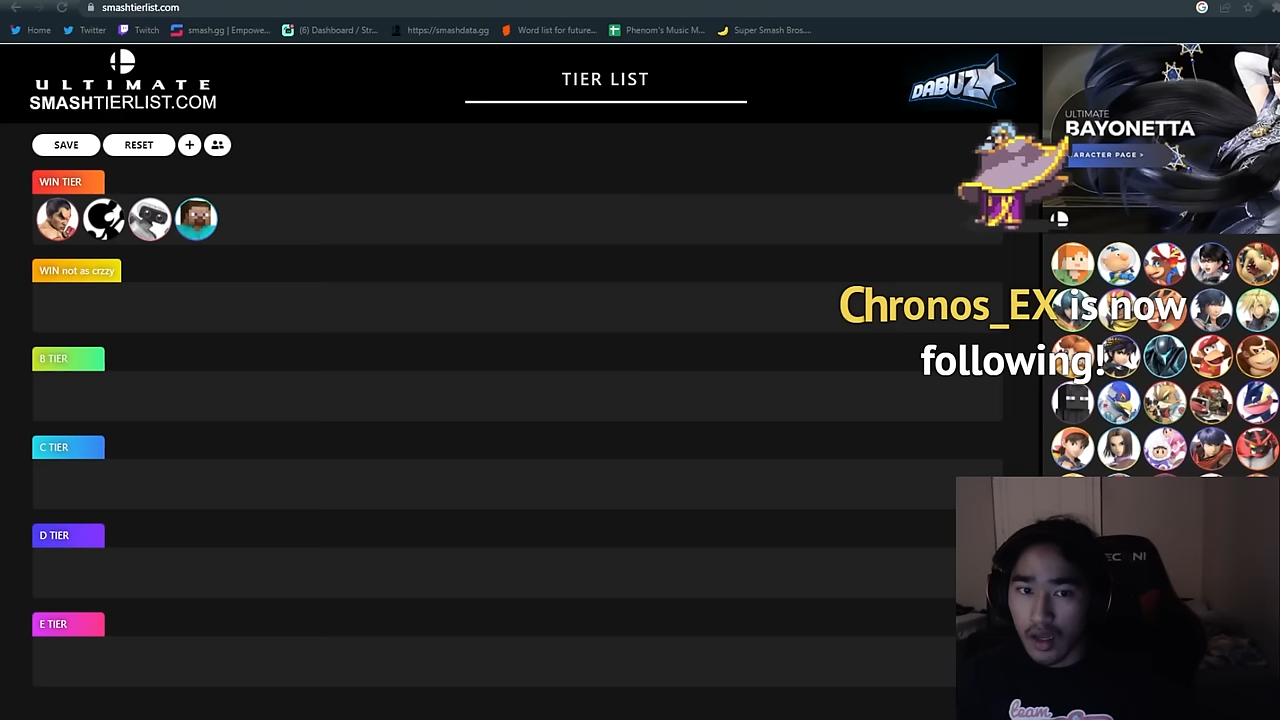 smashtierlist.com
Home
Twitter
Twitch
smash.gg | Empowe...
(6) Dashboard / Str...
https://smashdata.gg
Word list for future...
Phenom's Music M...
Super Smash Bros....
ULTIMATE
SMASHTIERLIST.COM
TIER LIST
DABUZ
ULTIMATE
BAYONETTA
ARACTER PAGE >
SAVE
RESET
+
WIN TIER
WIN not as crzzy
Chronos_EX is now
following!
B TIER
C TIER
D TIER
E TIER
team